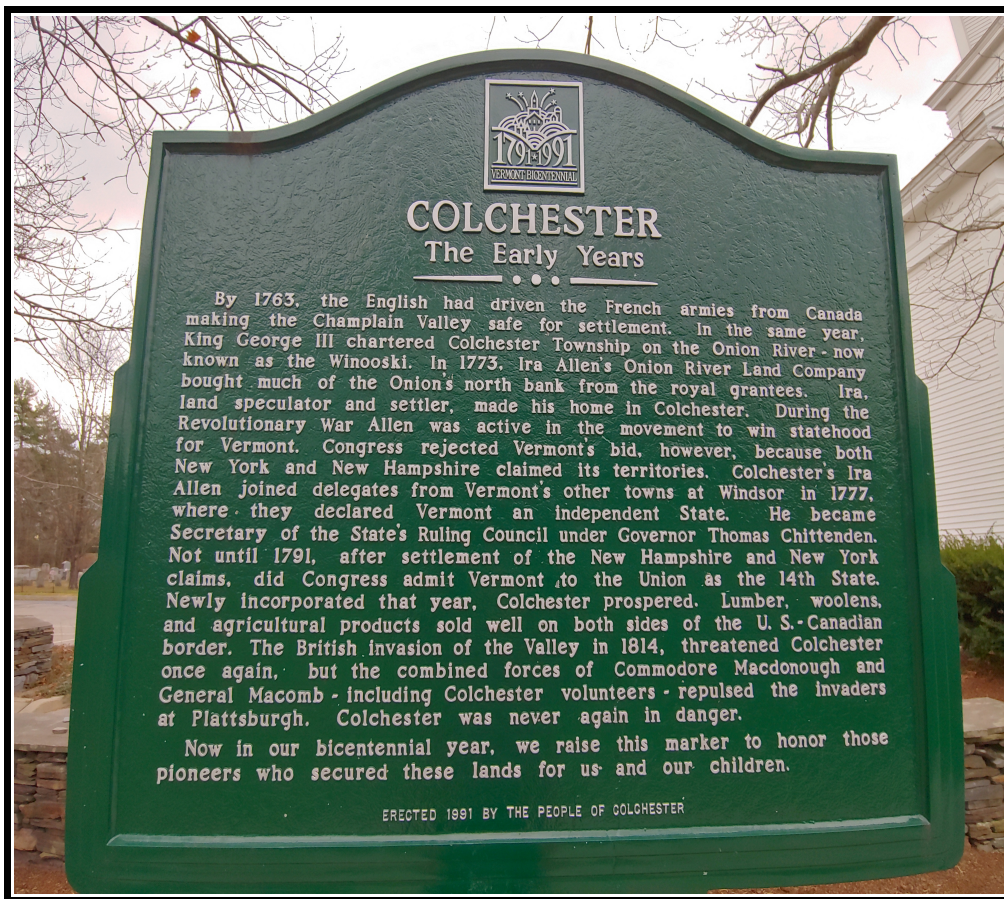 1791★1991
VERMONT BICENTENNIAL
COLCHESTER
The Early Years
By 1763, the English had driven the French armies from Canada
making the Champlain Valley safe for settlement. In the same year,
King George III chartered Colchester Township on the Onion River - now
known as the Winooski. In 1773, Ira Allen's Onion River Land Company
bought much of the Onion's north bank from the royal grantees. Ira,
land speculator and settler, made his home in Colchester. During the
Revolutionary War Allen was active in the movement to win statehood
for Vermont. Congress rejected Vermont's bid, however, because both
New York and New Hampshire claimed its territories. Colchester's Ira
Allen joined delegates from Vermont's other towns at Windsor in 1777,
where they declared Vermont an independent State. He became
Secretary of the State's Ruling Council under Governor Thomas Chittenden.
Not until 1791, after settlement of the New Hampshire and New York
claims, did Congress admit Vermont to the Union as the 14th State.
Newly incorporated that year, Colchester prospered. Lumber, woolens,
and agricultural products sold well on both sides of the U. S.-Canadian
border. The British invasion of the Valley in 1814, threatened Colchester
once again, but the combined forces of Commodore Macdonough and
General Macomb - including Colchester volunteers - repulsed the invaders
at Plattsburgh. Colchester was never again in danger.
Now in our bicentennial year, we raise this marker to honor those
pioneers who secured these lands for us and our children.
ERECTED 1991 BY THE PEOPLE OF COLCHESTER